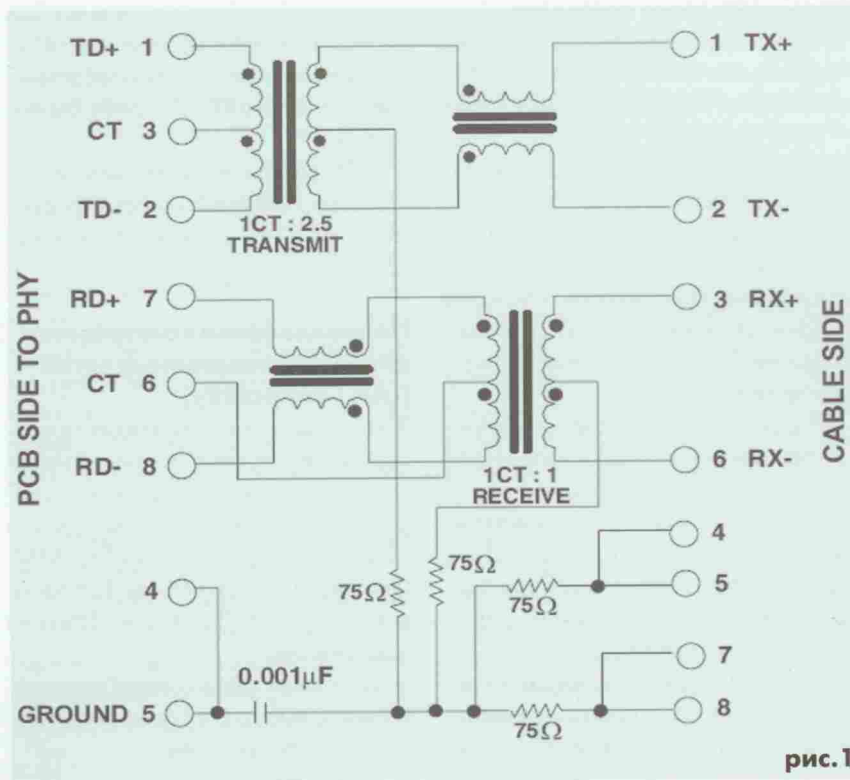 TD+ 1
1 TX+
CT 3
TD- 2
2 TX-
1CT : 2.5
TRANSMIT
PCB SIDE TO PHY
CABLE SIDE
RD+ 7
3 RX+
CT 6
RD- 8
6 RX-
1CT : 1
RECEIVE
4
75Ω
75Ω
75Ω
5
4
7
0.001µF
GROUND 5
75Ω
8
рис.1